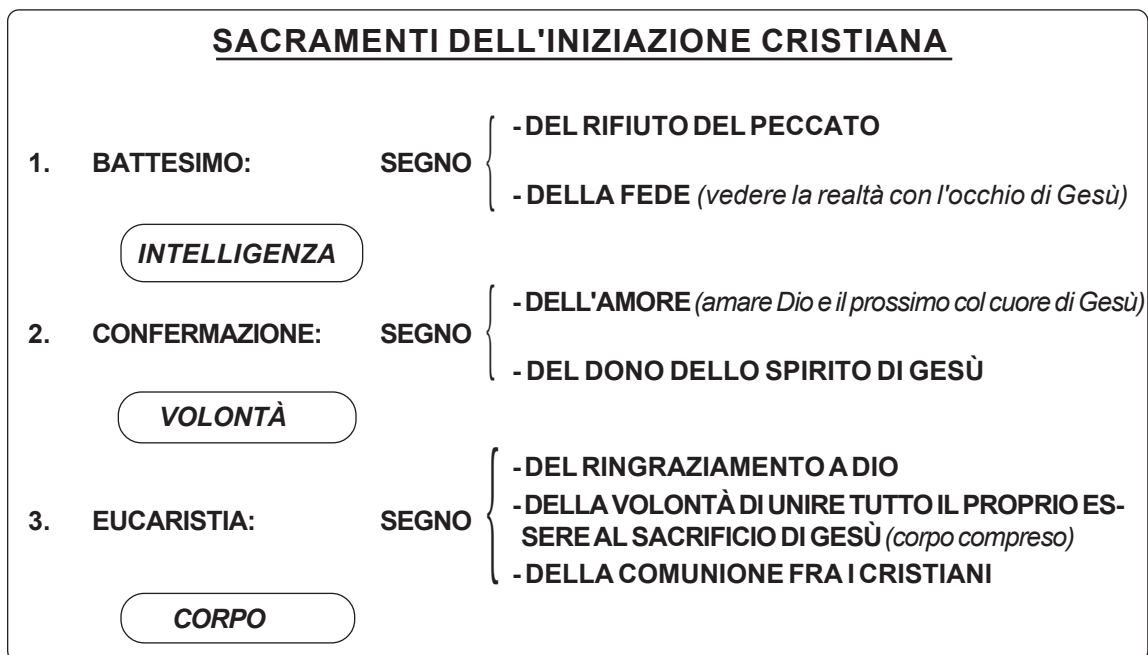 SACRAMENTI DELL'INIZIAZIONE CRISTIANA
- DEL RIFIUTO DEL PECCATO
1. BATTESIMO: SEGNO
- DELLA FEDE (vedere la realtà con l'occhio di Gesù)
INTELLIGENZA
- DELL'AMORE (amare Dio e il prossimo col cuore di Gesù)
2. CONFERMAZIONE: SEGNO
- DEL DONO DELLO SPIRITO DI GESÙ
VOLONTÀ
- DEL RINGRAZIAMENTO A DIO
- DELLA VOLONTÀ DI UNIRE TUTTO IL PROPRIO ES-
3. EUCARISTIA: SEGNO
SERE AL SACRIFICIO DI GESÙ (corpo compreso)
- DELLA COMUNIONE FRA I CRISTIANI
CORPO